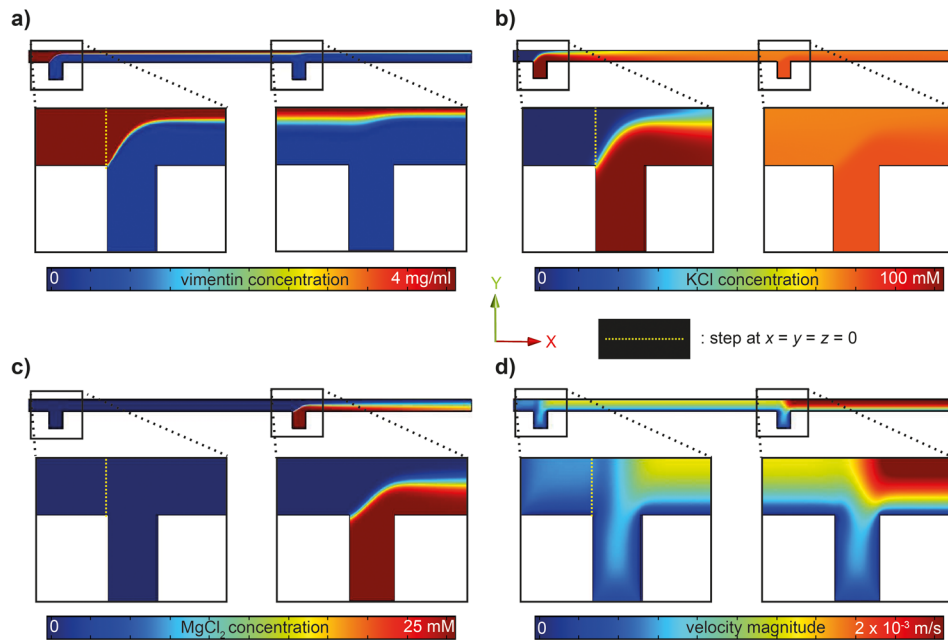 a)
b)
0 vimentin concentration 4 mg/ml
0 KCl concentration 100 mM
Y
X
: step at x = y = z = 0
c)
d)
0 MgCl₂ concentration 25 mM
0 velocity magnitude 2 x 10⁻³ m/s